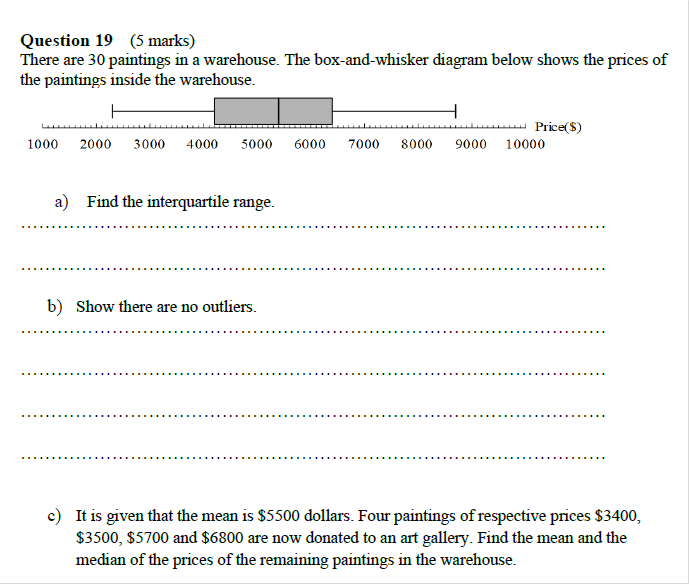 Question 19 (5 marks)
There are 30 paintings in a warehouse. The box-and-whisker diagram below shows the prices of
the paintings inside the warehouse.
Price($)
1000 2000 3000 4000 5000 6000 7000 8000 9000 10000
a) Find the interquartile range.
b) Show there are no outliers.
c) It is given that the mean is $5500 dollars. Four paintings of respective prices $3400,
$3500, $5700 and $6800 are now donated to an art gallery. Find the mean and the
median of the prices of the remaining paintings in the warehouse.